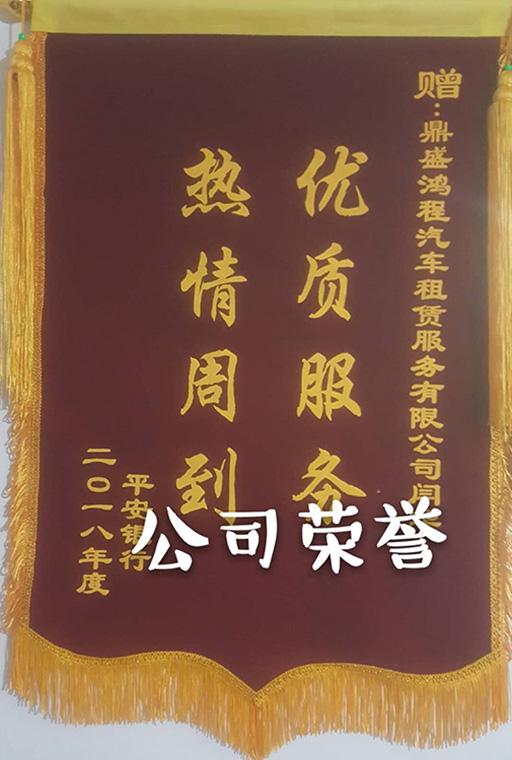 赠:鼎盛鸿程汽车租赁服务有限公司闫
优质服务
热情周到
平安银行
二〇一八年度
公司荣誉